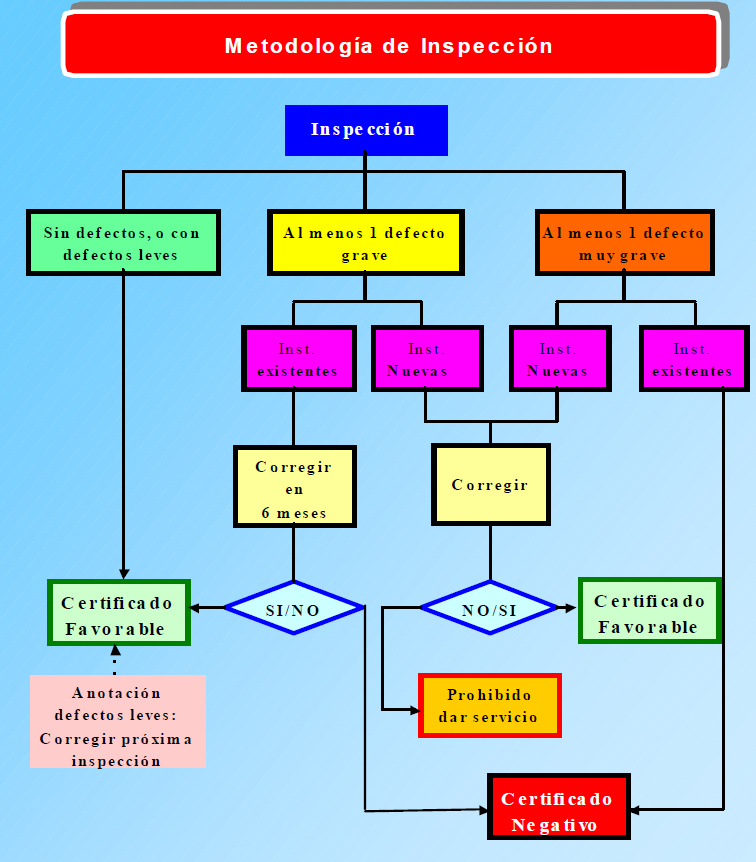 Metodología de Inspección
Inspección
Sin defectos, o con
defectos leves
Al menos 1 defecto
grave
Al menos 1 defecto
muy grave
Inst.
existentes
Inst.
Nuevas
Inst.
Nuevas
Inst.
existentes
Corregir
en
6 meses
Corregir
Certificado
Favorable
SI/NO
NO/SI
Certificado
Favorable
Anotación
defectos leves:
Corregir próxima
inspección
Prohibido
dar servicio
Certificado
Negativo